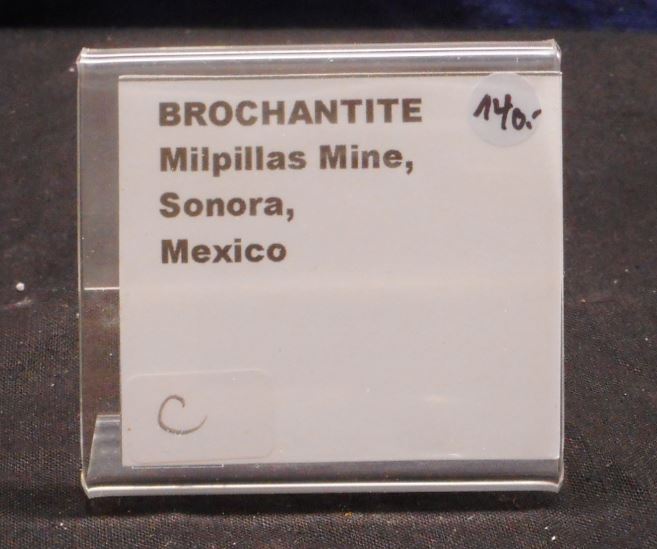 BROCHANTITE
140.-
Milpillas Mine,
Sonora,
Mexico
C